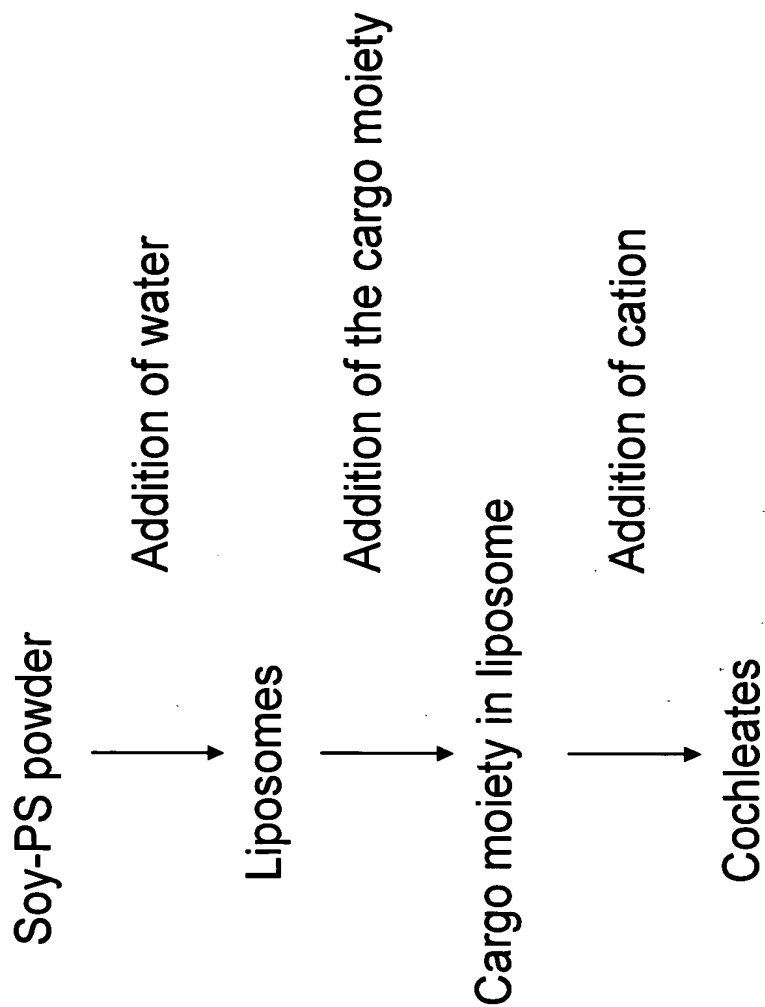 Soy-PS powder
Addition of water
Liposomes
Addition of the cargo moiety
Cargo moiety in liposome
Addition of cation
Cochleates